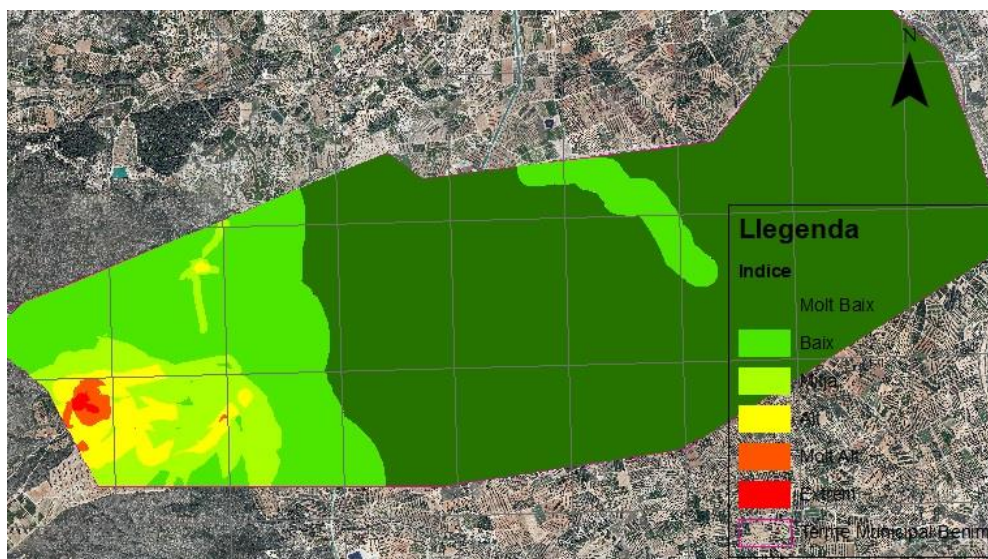 N
Llegenda
Indice
Molt Baix
Baix
Mitja
Alt
Molt Alt
Extrem
Terme Municipal Benim